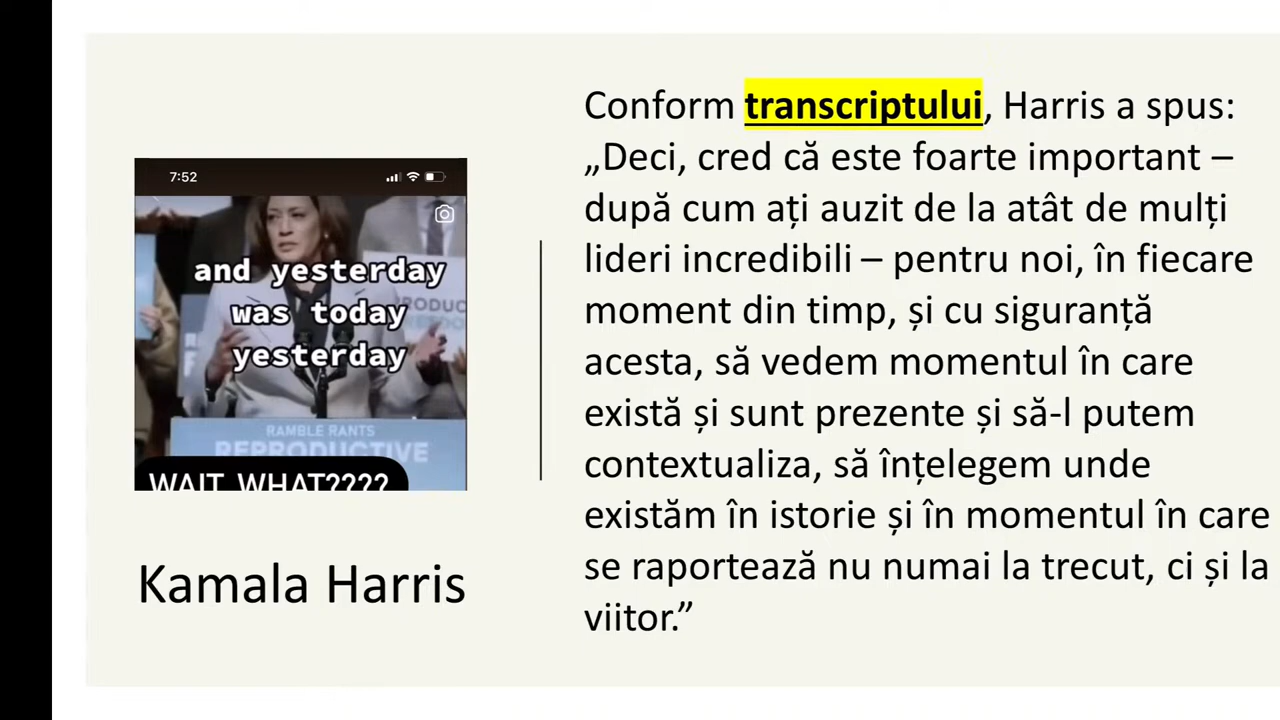 7:52
and yesterday
was today
yesterday
RAMBLE RANTS
REPRODUCTIVE
WAIT WHAT????
Kamala Harris
Conform transcriptului, Harris a spus:
„Deci, cred că este foarte important –
după cum ați auzit de la atât de mulți
lideri incredibili – pentru noi, în fiecare
moment din timp, și cu siguranță
acesta, să vedem momentul în care
există și sunt prezente și să-l putem
contextualiza, să înțelegem unde
existăm în istorie și în momentul în care
se raportează nu numai la trecut, ci și la
viitor.”